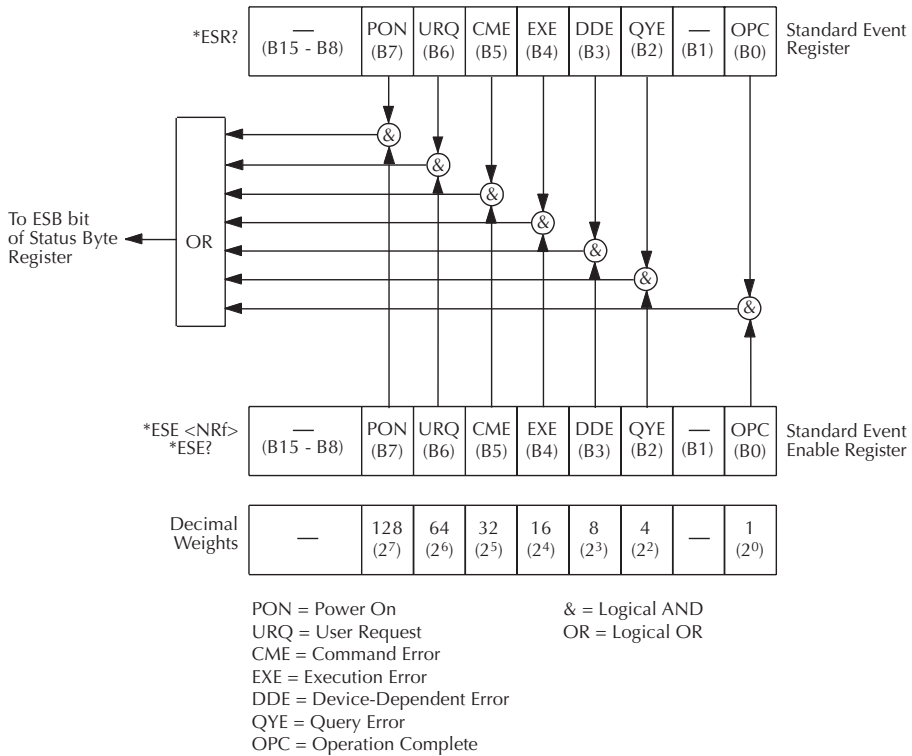 *ESR?
—
(B15 - B8)
PON
(B7)
URQ
(B6)
CME
(B5)
EXE
(B4)
DDE
(B3)
QYE
(B2)
—
(B1)
OPC
(B0)
Standard Event
Register
&
&
&
&
&
&
&
To ESB bit
of Status Byte
Register
OR
*ESE <NRf>
*ESE?
—
(B15 - B8)
PON
(B7)
URQ
(B6)
CME
(B5)
EXE
(B4)
DDE
(B3)
QYE
(B2)
—
(B1)
OPC
(B0)
Standard Event
Enable Register
Decimal
Weights
—
128
(2⁷)
64
(2⁶)
32
(2⁵)
16
(2⁴)
8
(2³)
4
(2²)
—
1
(2⁰)
PON = Power On
URQ = User Request
CME = Command Error
EXE = Execution Error
DDE = Device-Dependent Error
QYE = Query Error
OPC = Operation Complete
& = Logical AND
OR = Logical OR